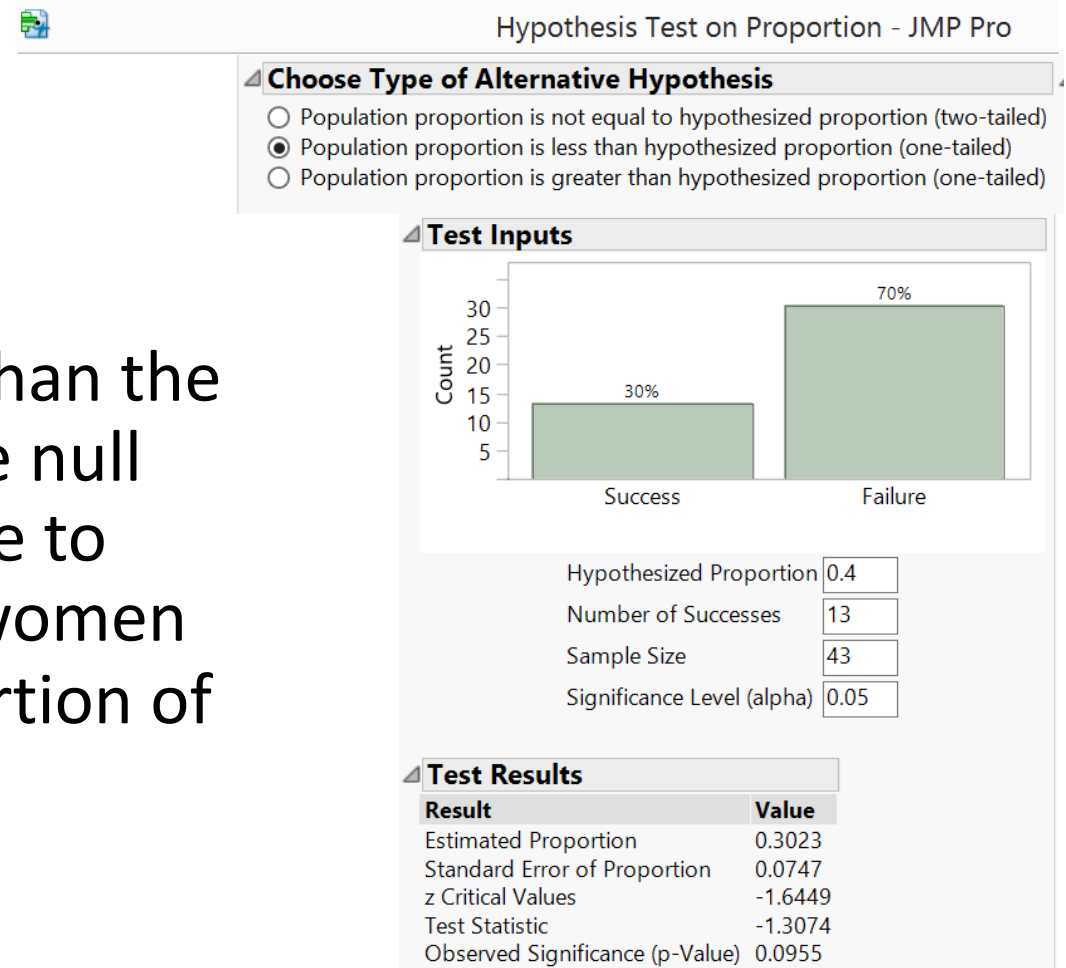 Hypothesis Test on Proportion - JMP Pro
Choose Type of Alternative Hypothesis
Population proportion is not equal to hypothesized proportion (two-tailed)
Population proportion is less than hypothesized proportion (one-tailed)
Population proportion is greater than hypothesized proportion (one-tailed)
han the
null
e to
women
rtion of
Test Inputs
Count
30
25
20
15
10
5
30%
70%
Success Failure
Hypothesized Proportion 0.4
Number of Successes 13
Sample Size 43
Significance Level (alpha) 0.05
Test Results
Result Value
Estimated Proportion 0.3023
Standard Error of Proportion 0.0747
z Critical Values -1.6449
Test Statistic -1.3074
Observed Significance (p-Value) 0.0955